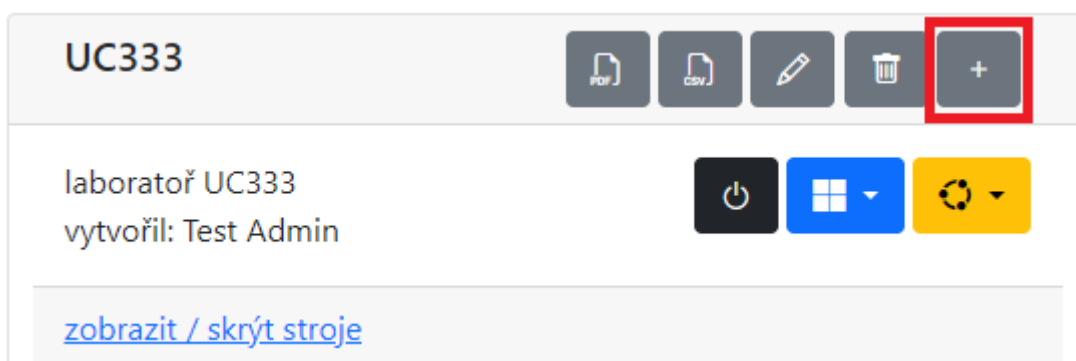 UC333
PDF
CSV
+
laboratoř UC333
vytvořil: Test Admin
zobrazit / skrýt stroje